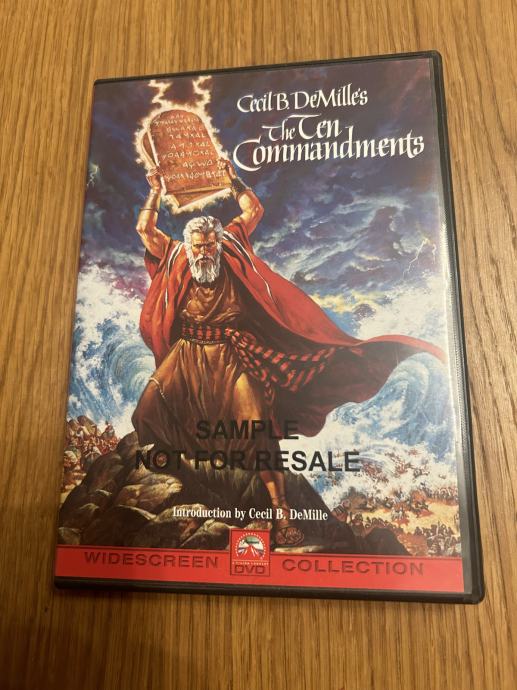 Cecil B. DeMille's
The Ten
Commandments
SAMPLE
NOT FOR RESALE
Introduction by Cecil B. DeMille
WIDESCREEN DVD COLLECTION